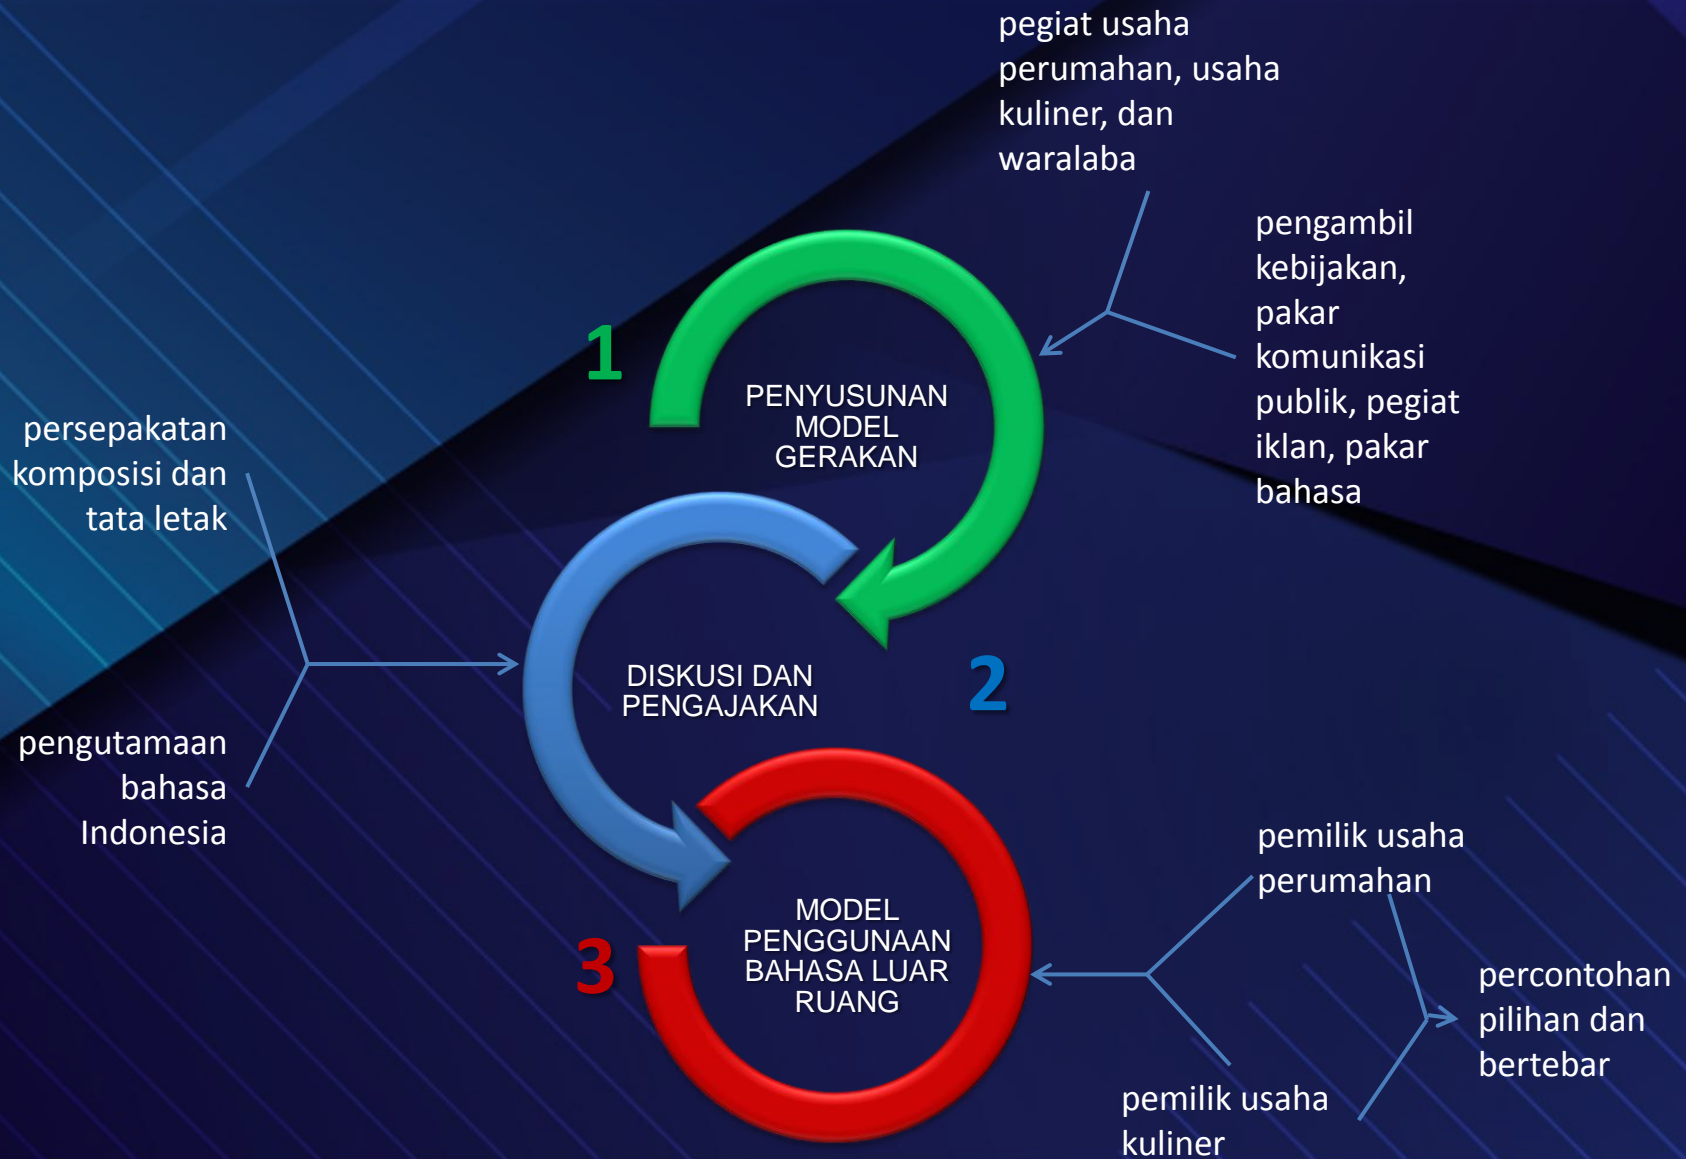 pegiat usaha
perumahan, usaha
kuliner, dan
waralaba
pengambil
kebijakan,
pakar
komunikasi
publik, pegiat
iklan, pakar
bahasa
1
PENYUSUNAN
MODEL
GERAKAN
persepakatan
komposisi dan
tata letak
pengutamaan
bahasa
Indonesia
DISKUSI DAN
PENGAJAKAN
2
3
MODEL
PENGGUNAAN
BAHASA LUAR
RUANG
pemilik usaha
perumahan
pemilik usaha
kuliner
percontohan
pilihan dan
bertebar